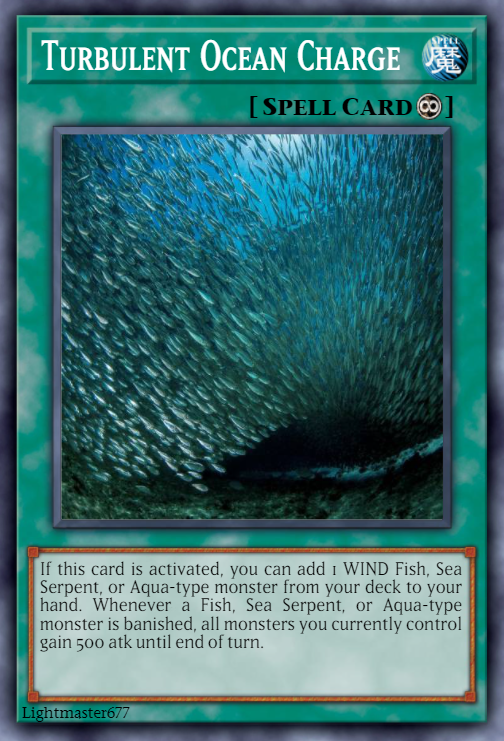 Turbulent Ocean Charge
SPELL
魔
[Spell Card]
If this card is activated, you can add 1 WIND Fish, Sea
Serpent, or Aqua-type monster from your deck to your
hand. Whenever a Fish, Sea Serpent, or Aqua-type
monster is banished, all monsters you currently control
gain 500 atk until end of turn.
Lightmaster677